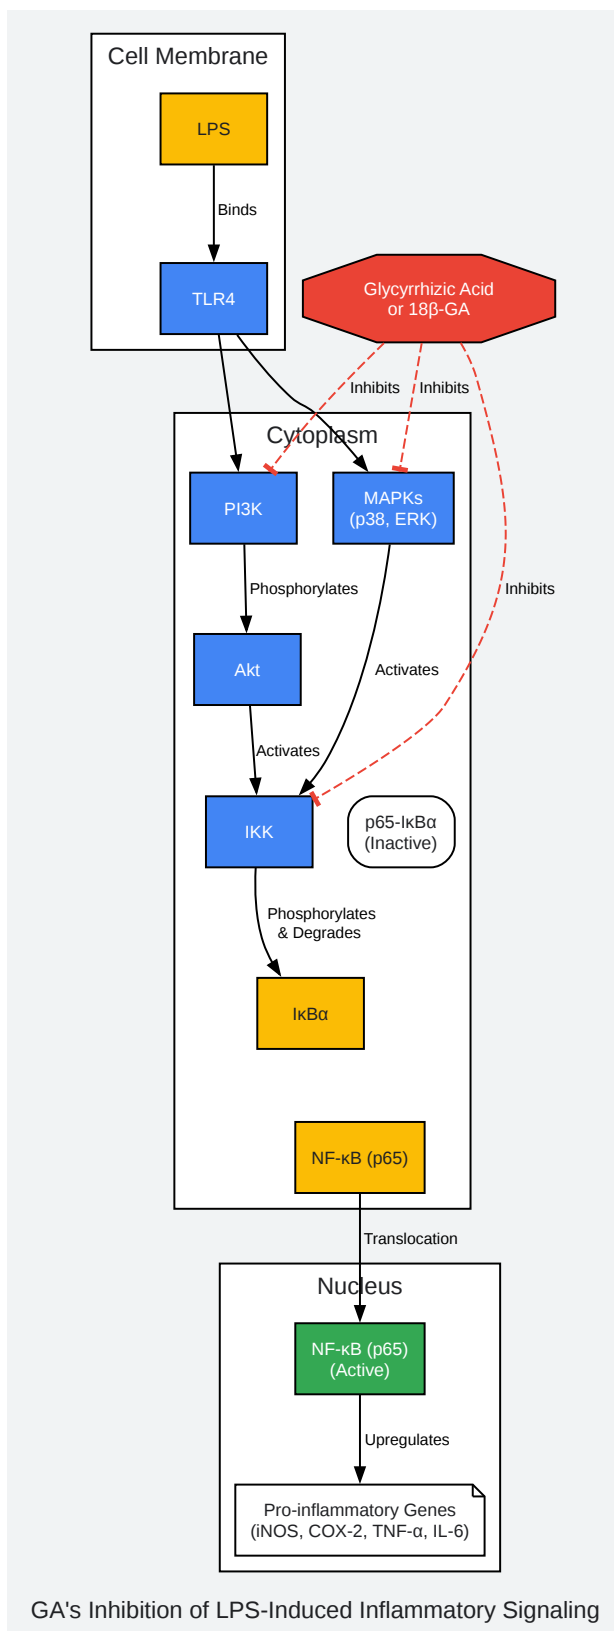 Cell Membrane
LPS
Binds
TLR4
Glycyrrhizic Acid
or 18β-GA
Inhibits
Inhibits
Cytoplasm
PI3K
MAPKs
(p38, ERK)
Phosphorylates
Inhibits
Akt
Activates
Activates
IKK
p65-IκBα
(Inactive)
Phosphorylates
& Degrades
IκBα
NF-κB (p65)
Translocation
Nucleus
NF-κB (p65)
(Active)
Upregulates
Pro-inflammatory Genes
(iNOS, COX-2, TNF-α, IL-6)
GA's Inhibition of LPS-Induced Inflammatory Signaling